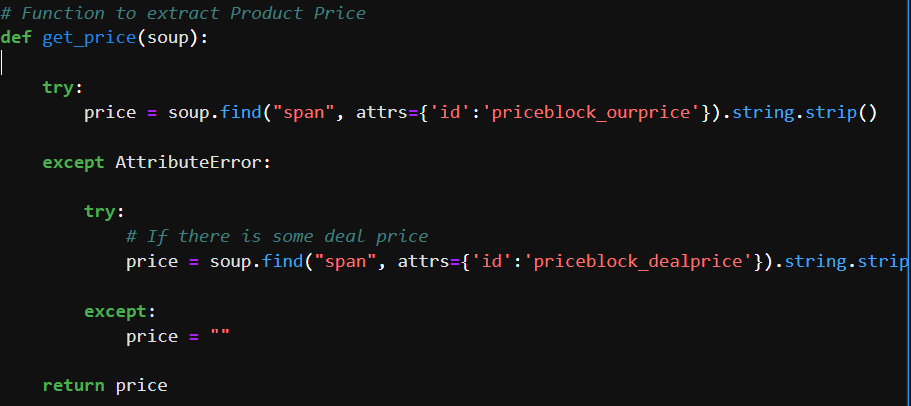 # Function to extract Product Price
def get_price(soup):
    try:
        price = soup.find("span", attrs={'id':'priceblock_ourprice'}).string.strip()
    except AttributeError:
        try:
            # If there is some deal price
            price = soup.find("span", attrs={'id':'priceblock_dealprice'}).string.strip
        except:
            price = ""
    return price